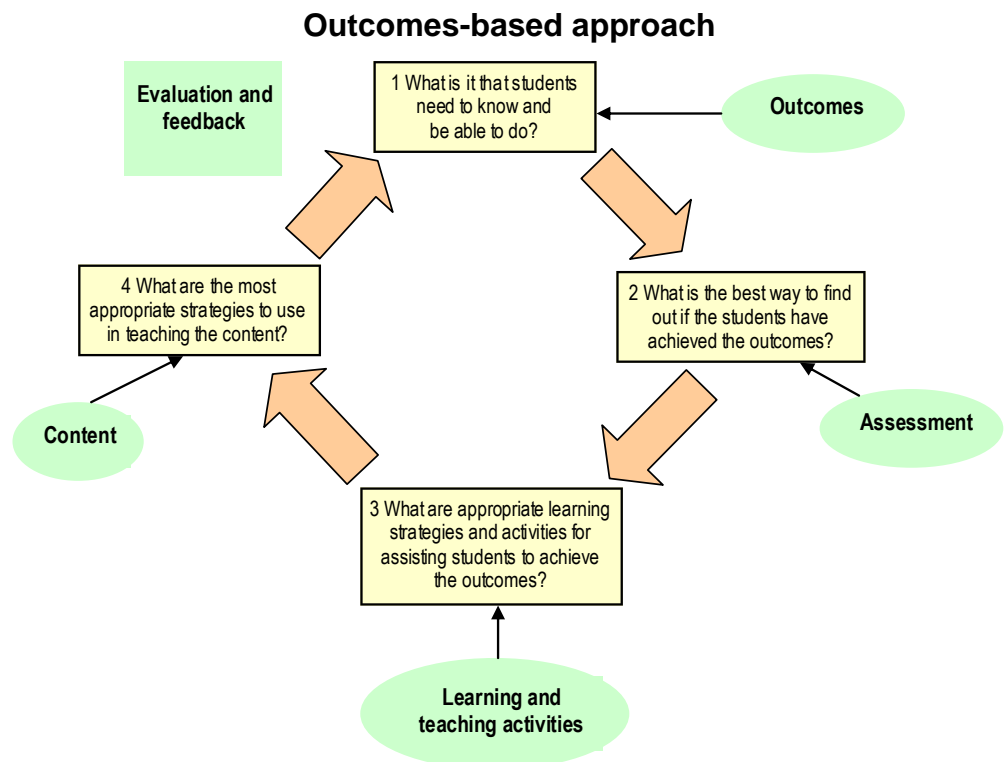 Outcomes-based approach
Evaluation and
feedback
1 What is it that students
need to know and
be able to do?
Outcomes
4 What are the most
appropriate strategies to use
in teaching the content?
2 What is the best way to find
out if the students have
achieved the outcomes?
Content
Assessment
3 What are appropriate learning
strategies and activities for
assisting students to achieve
the outcomes?
Learning and
teaching activities